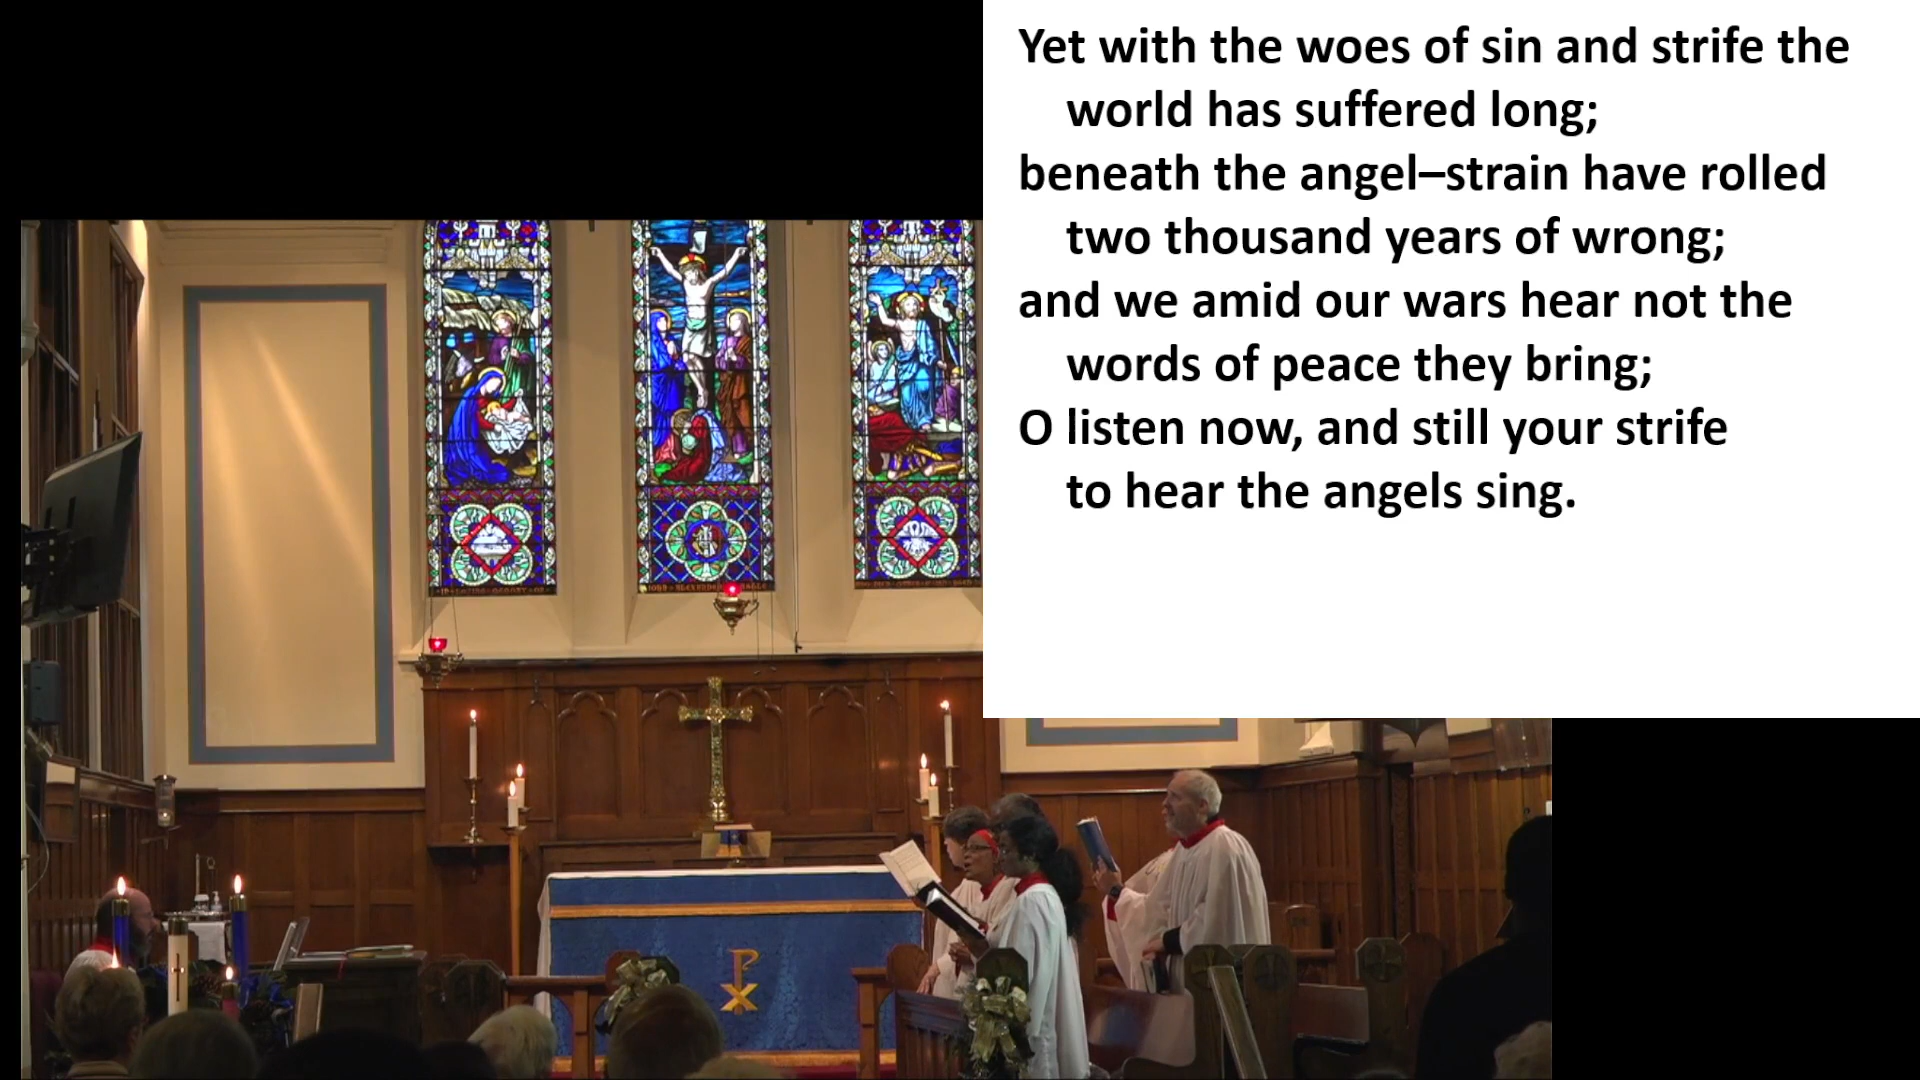 Yet with the woes of sin and strife the
world has suffered long;
beneath the angel–strain have rolled
two thousand years of wrong;
and we amid our wars hear not the
words of peace they bring;
O listen now, and still your strife
to hear the angels sing.